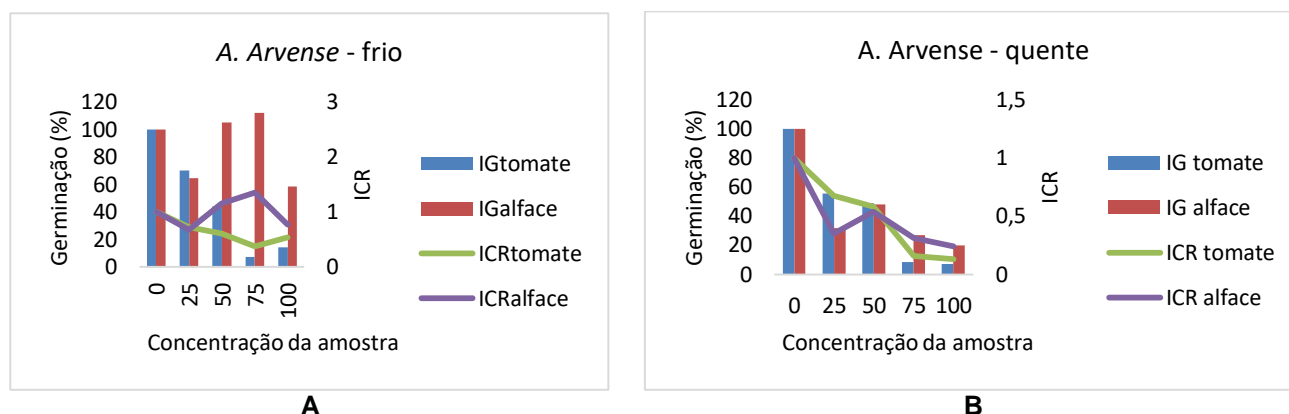 A. Arvense - frio
Germinação (%)
120
100
80
60
40
20
0
3
2
1
0
ICR
0 25 50 75 100
Concentração da amostra
IGtomate
IGalface
ICRtomate
ICRalface
A
A. Arvense - quente
Germinação (%)
120
100
80
60
40
20
0
1,5
1
0,5
0
ICR
0 25 50 75 100
Concentração da amostra
IG tomate
IG alface
ICR tomate
ICR alface
B